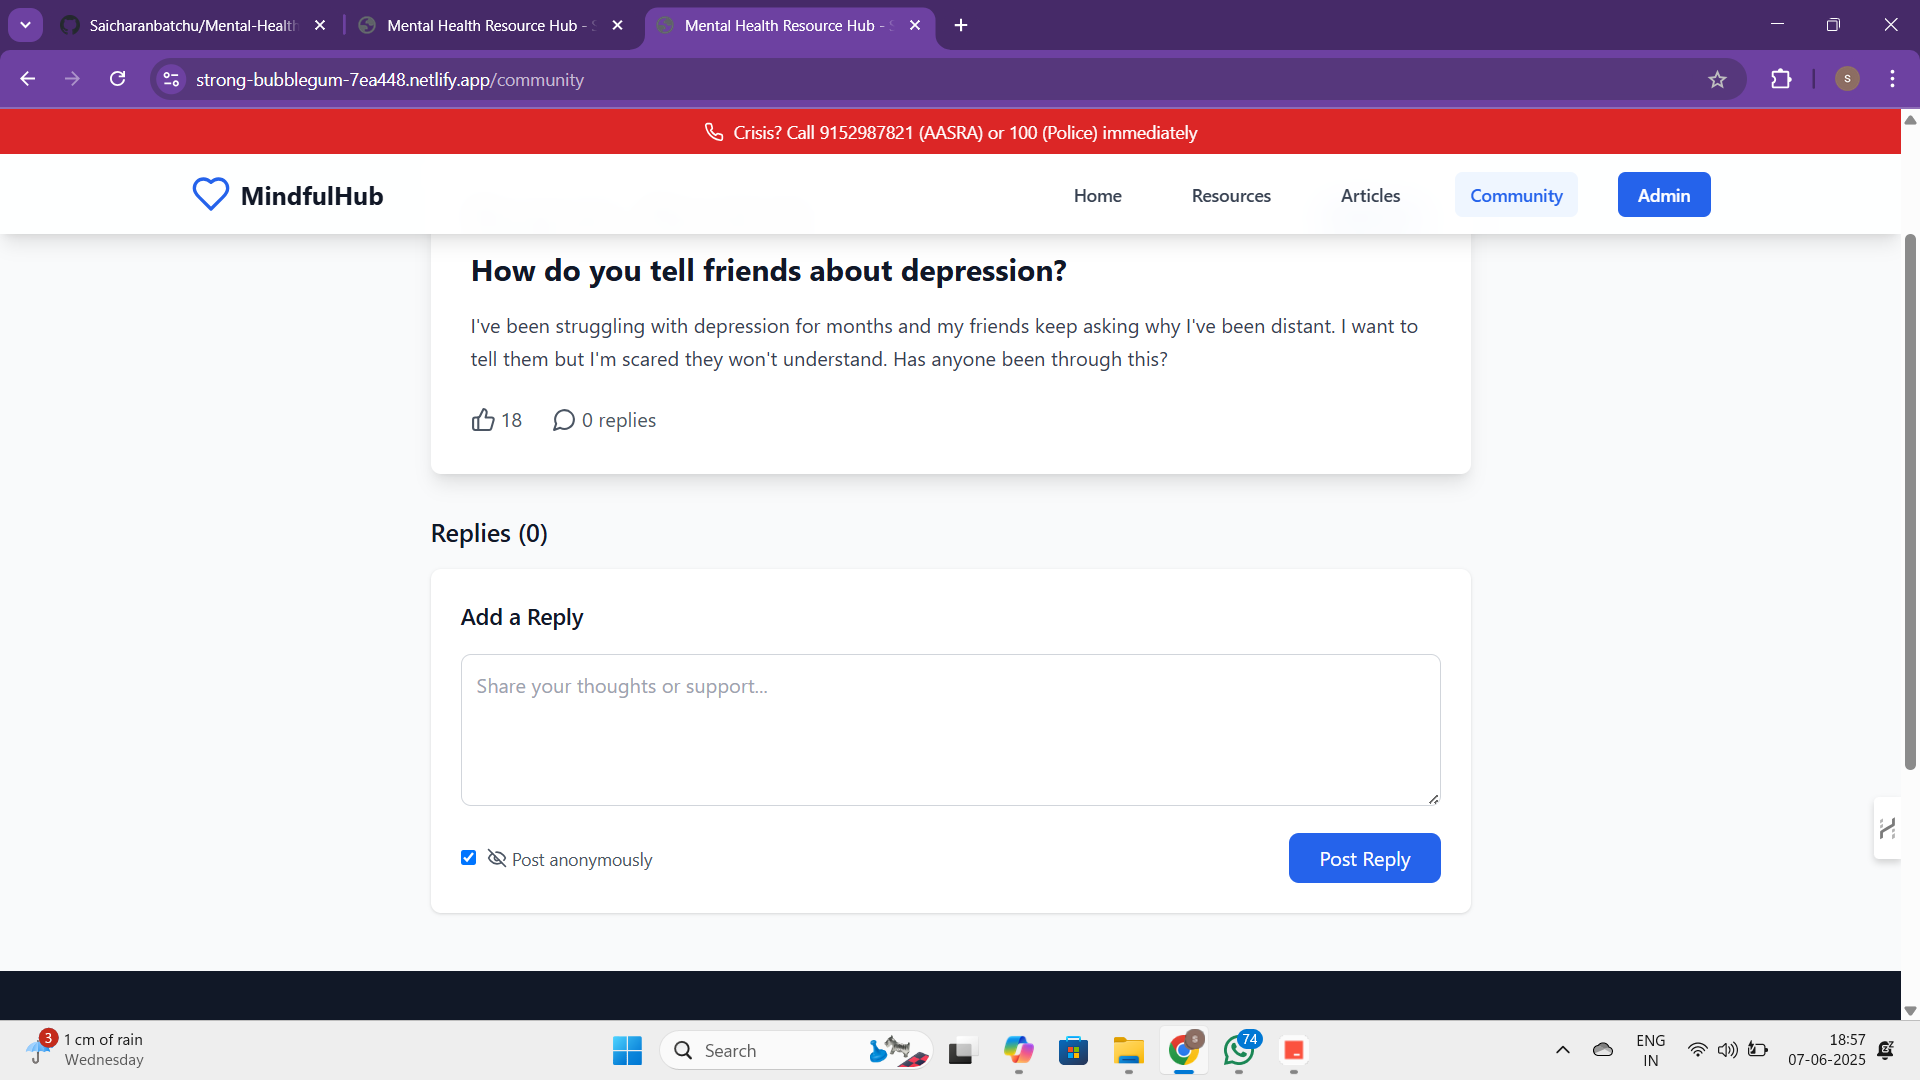 Saicharanbatchu/Mental-Health
Mental Health Resource Hub -
Mental Health Resource Hub -
strong-bubblegum-7ea448.netlify.app/community
S
Crisis? Call 9152987821 (AASRA) or 100 (Police) immediately
MindfulHub
Home
Resources
Articles
Community
Admin
How do you tell friends about depression?
I've been struggling with depression for months and my friends keep asking why I've been distant. I want to
tell them but I'm scared they won't understand. Has anyone been through this?
18
0 replies
Replies (0)
Add a Reply
Share your thoughts or support...
Post anonymously
Post Reply
3
1 cm of rain
Wednesday
Search
S
74
ENG
IN
18:57
07-06-2025